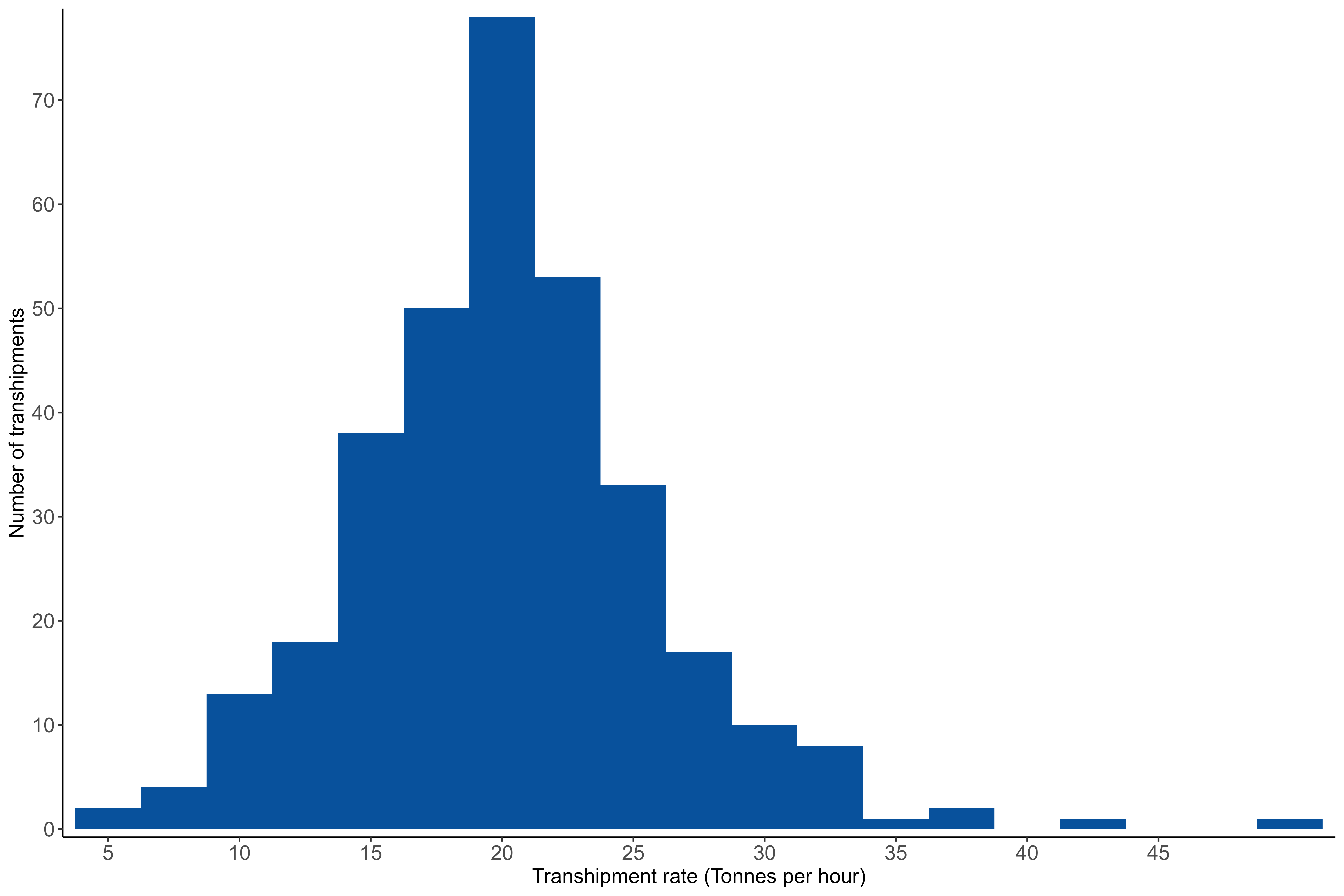 Number of transhipments
70
60
50
40
30
20
10
0
5 10 15 20 25 30 35 40 45
Transhipment rate (Tonnes per hour)